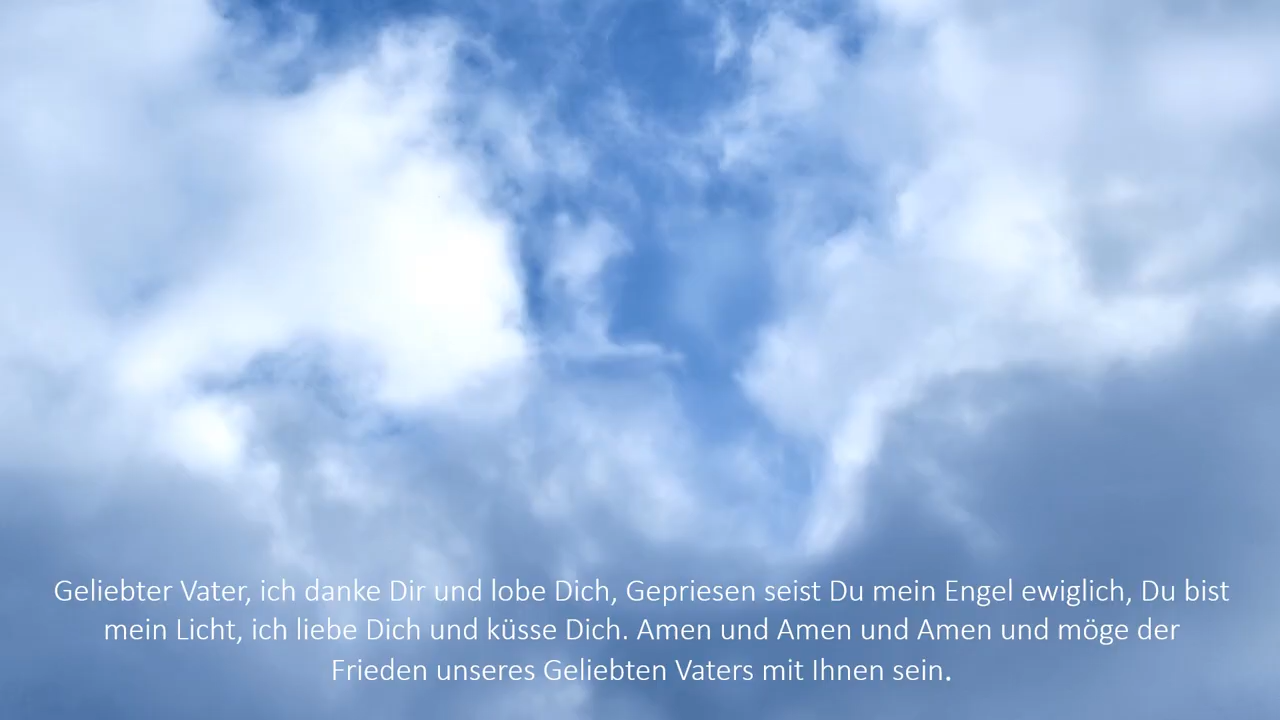 Geliebter Vater, ich danke Dir und lobe Dich, Gepriesen seist Du mein Engel ewiglich, Du bist
mein Licht, ich liebe Dich und küsse Dich. Amen und Amen und Amen und möge der
Frieden unseres Geliebten Vaters mit Ihnen sein.